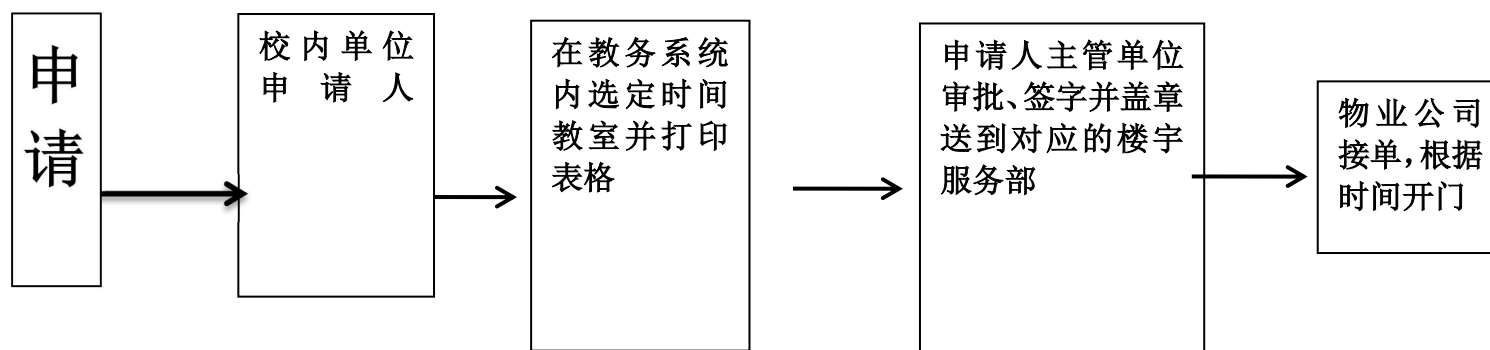 申
请
校内单位
申请人
在教务系统
内选定时间
教室并打印
表格
申请人主管单位
审批、签字并盖章
送到对应的楼宇
服务部
物业公司
接单，根据
时间开门